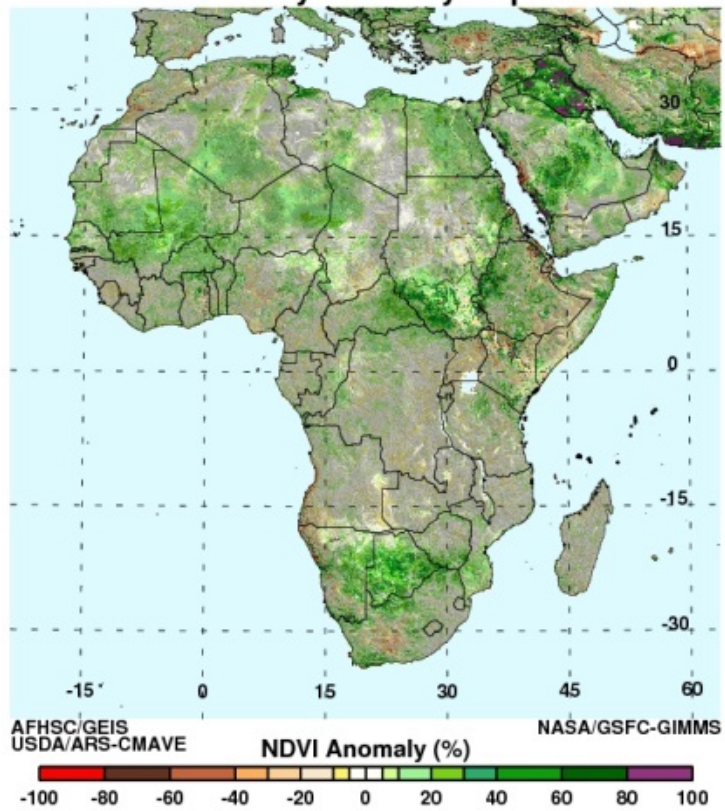 30
15
0
-15
-30
-15 0 15 30 45 60
AFHSC/GEIS NASA/GSFC-GIMMS
USDA/ARS-CMAVE
NDVI Anomaly (%)
-100 -80 -60 -40 -20 0 20 40 60 80 100